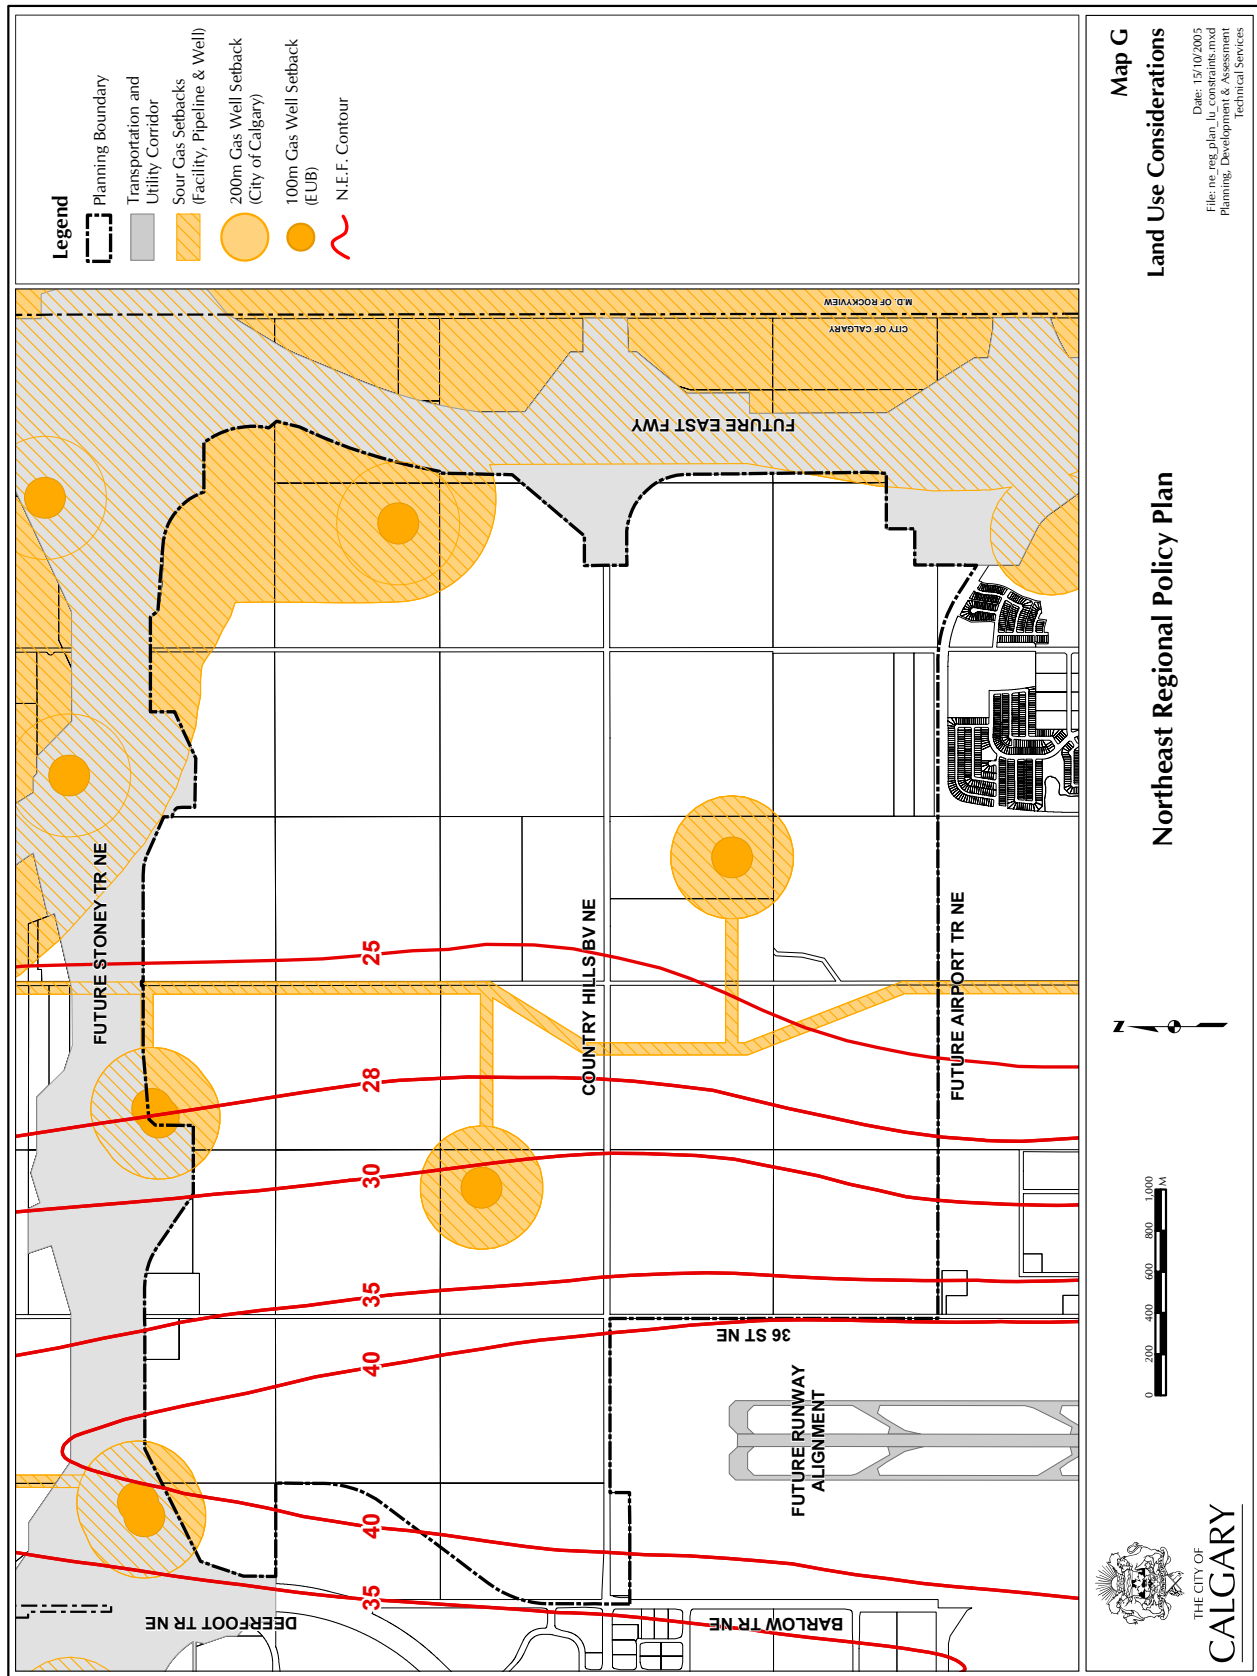 Legend
Planning Boundary
Transportation and
Utility Corridor
Sour Gas Setbacks
(Facility, Pipeline & Well)
200m Gas Well Setback
(City of Calgary)
100m Gas Well Setback
(EUB)
N.E.F. Contour
M.D. OF ROCKYVIEW
CITY OF CALGARY
FUTURE EAST FWY
FUTURE STONEY TR NE
COUNTRY HILLS BV NE
FUTURE AIRPORT TR NE
25
28
30
35
40
40
35
36 ST NE
FUTURE RUNWAY
ALIGNMENT
DEERFOOT TR NE
BARLOW TR NE
Map G
Land Use Considerations
Date: 15/10/2005
File: ne_reg_plan_lu_constraints.mxd
Planning, Development & Assessment
Technical Services
Northeast Regional Policy Plan
N
0 200 400 600 800 1,000
M
THE CITY OF
CALGARY